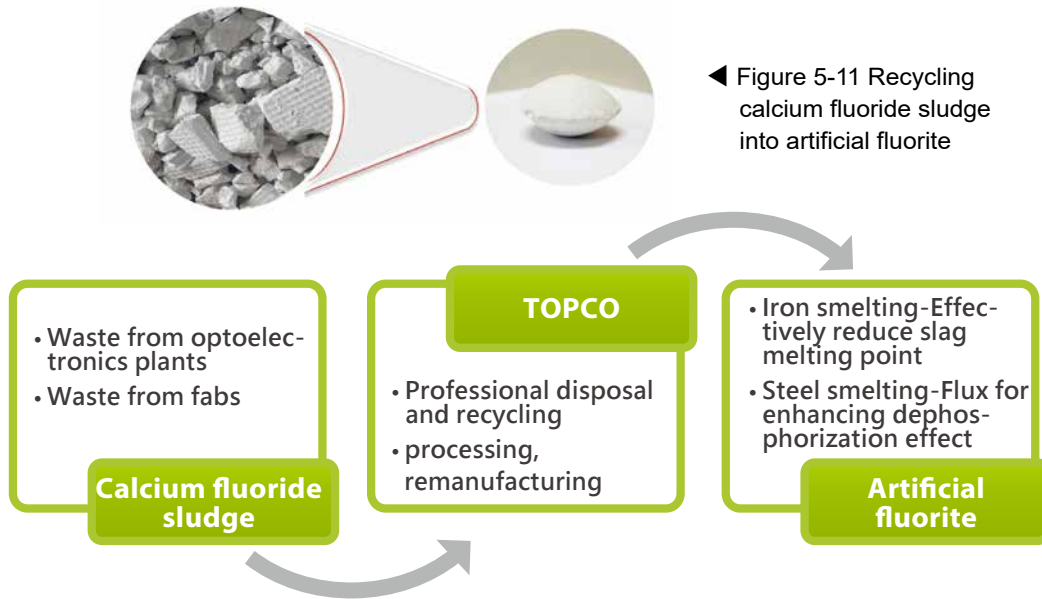 ◀ Figure 5-11 Recycling
calcium fluoride sludge
into artificial fluorite
• Waste from optoelec-
tronics plants
• Waste from fabs
Calcium fluoride
sludge
TOPCO
• Professional disposal
and recycling
• processing,
remanufacturing
• Iron smelting-Effec-
tively reduce slag
melting point
• Steel smelting-Flux for
enhancing dephos-
phorization effect
Artificial
fluorite